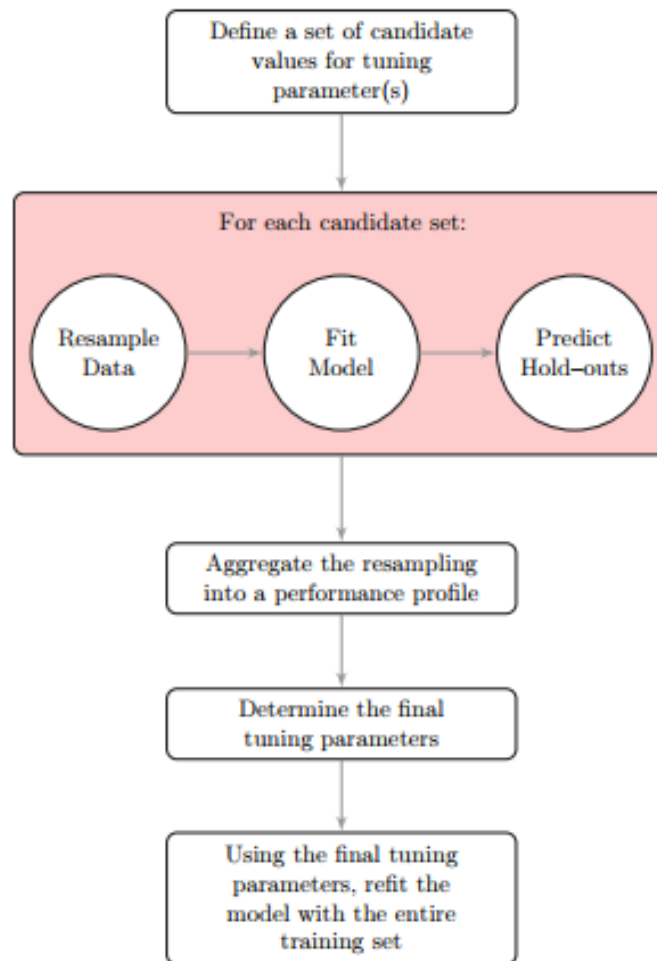 Define a set of candidate
values for tuning
parameter(s)
For each candidate set:
Resample
Data
Fit
Model
Predict
Hold–outs
Aggregate the resampling
into a performance profile
Determine the final
tuning parameters
Using the final tuning
parameters, refit the
model with the entire
training set